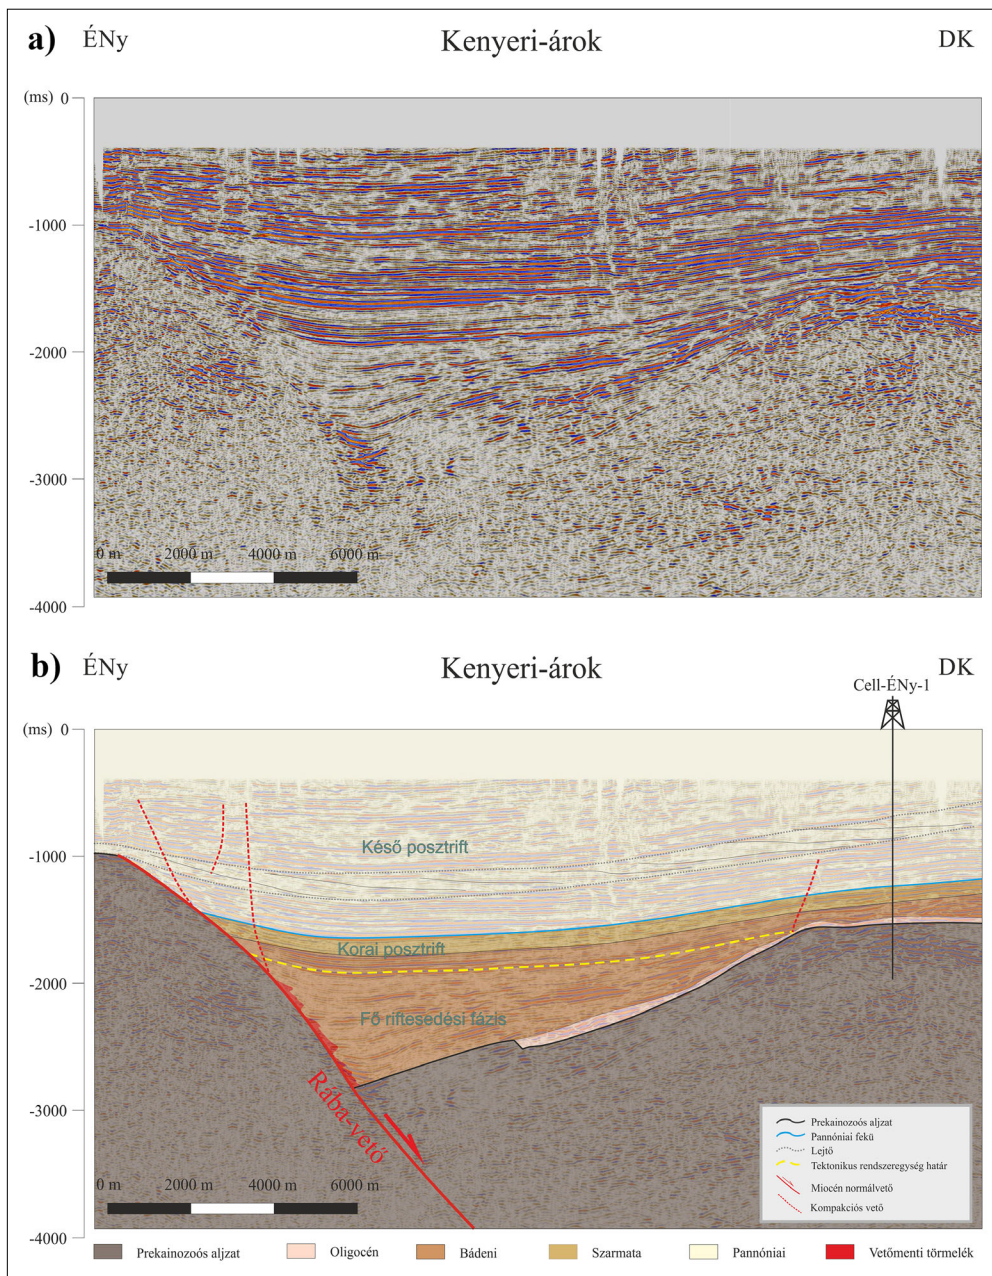 a) ÉNy Kenyeri-árok DK
(ms) 0
-1000
-2000
-3000
0 m 2000 m 4000 m 6000 m
-4000
b) ÉNy Kenyeri-árok DK
Cell-ÉNy-1
(ms) 0
Késő posztrift
-1000
Korai posztrift
-2000
Fő riftesedési fázis
Rába-vető
-3000
Prekainozoós aljzat
Pannóniai fekü
Lejtő
Tektonikus rendszeregység határ
Miocén normálvető
Kompakciós vető
0 m 2000 m 4000 m 6000 m
-4000
Prekainozoós aljzat Oligocén Bádeni Szarmata Pannóniai Vetőmenti törmelék